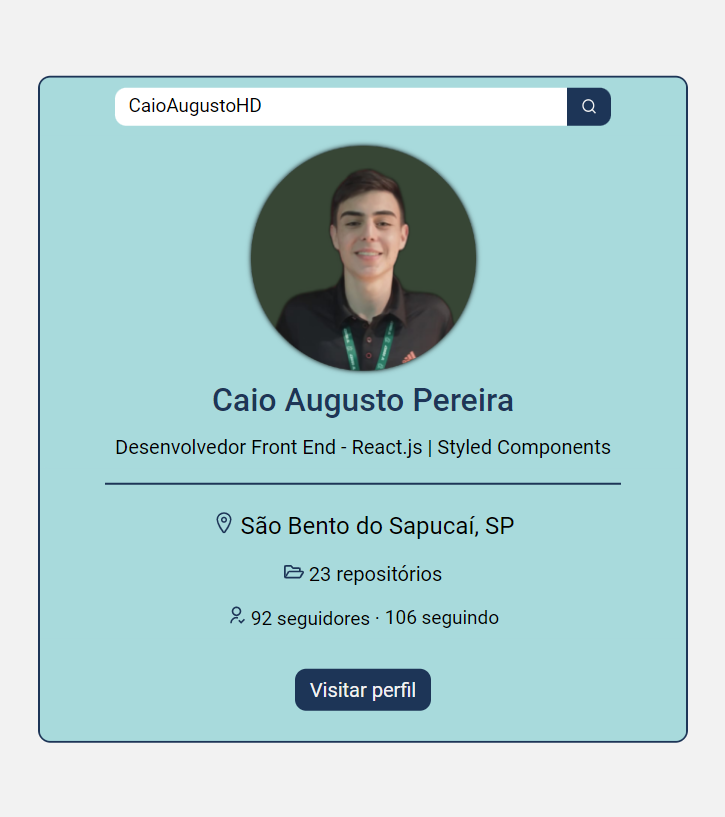 CaioAugustoHD
Caio Augusto Pereira
Desenvolvedor Front End - React.js | Styled Components
São Bento do Sapucaí, SP
23 repositórios
92 seguidores · 106 seguindo
Visitar perfil